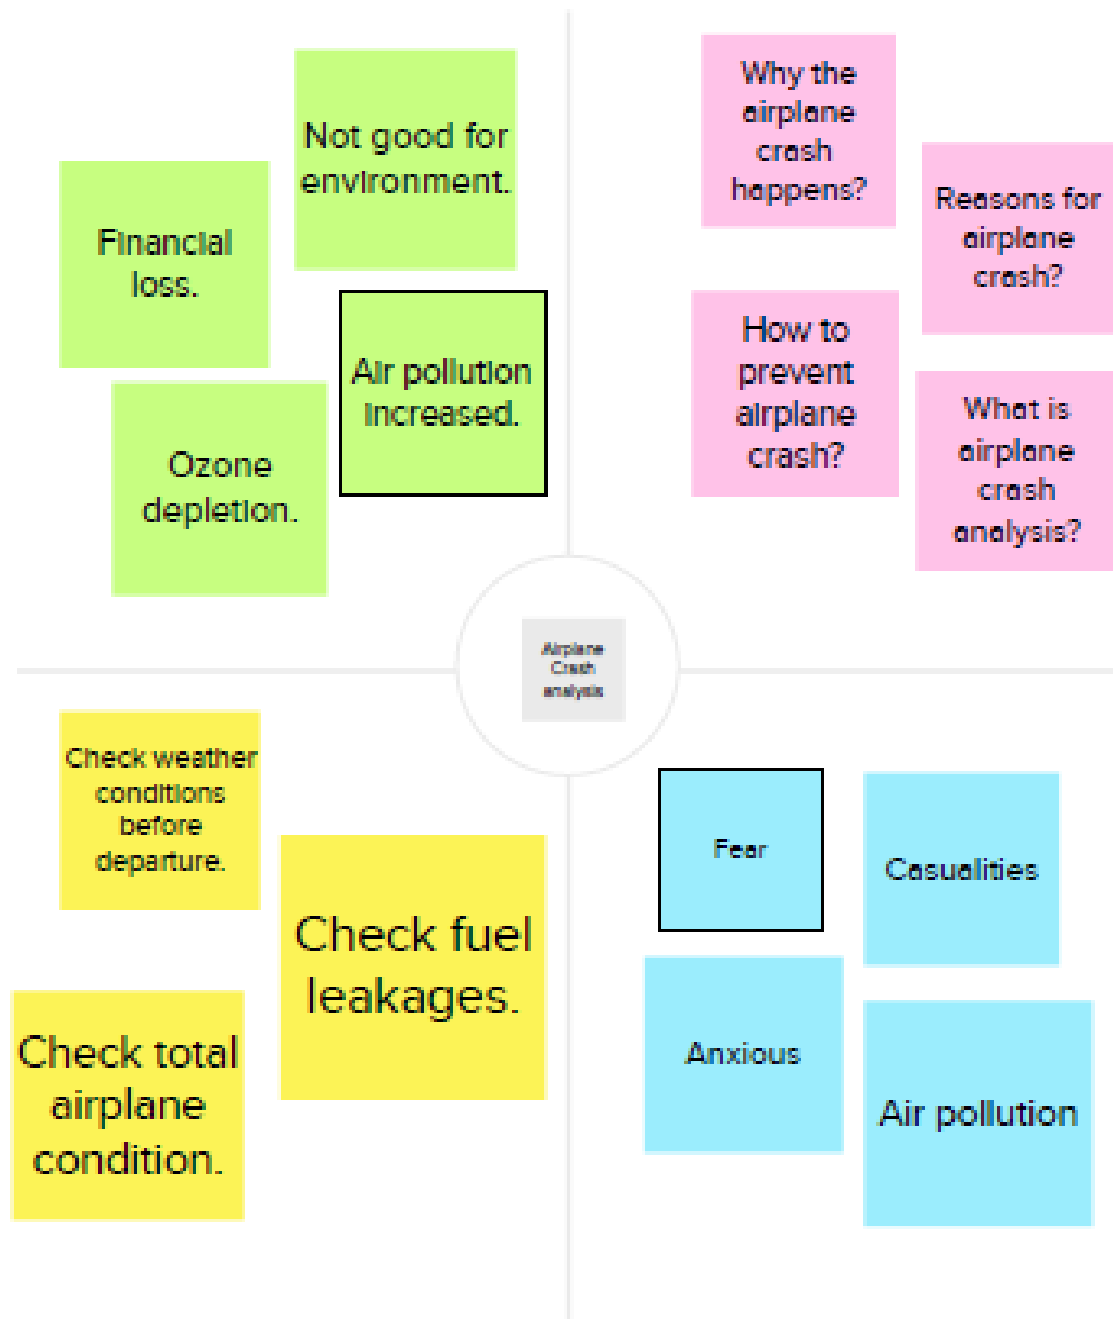 Not good for
environment.
Financial
loss.
Air pollution
increased.
Ozone
depletion.
Why the
airplane
crash
happens?
Reasons for
airplane
crash?
How to
prevent
airplane
crash?
What is
airplane
crash
analysis?
Airplane
Crash
analysis
Check weather
conditions
before
departure.
Check fuel
leakages.
Check total
airplane
condition.
Fear
Casualities
Anxious
Air pollution